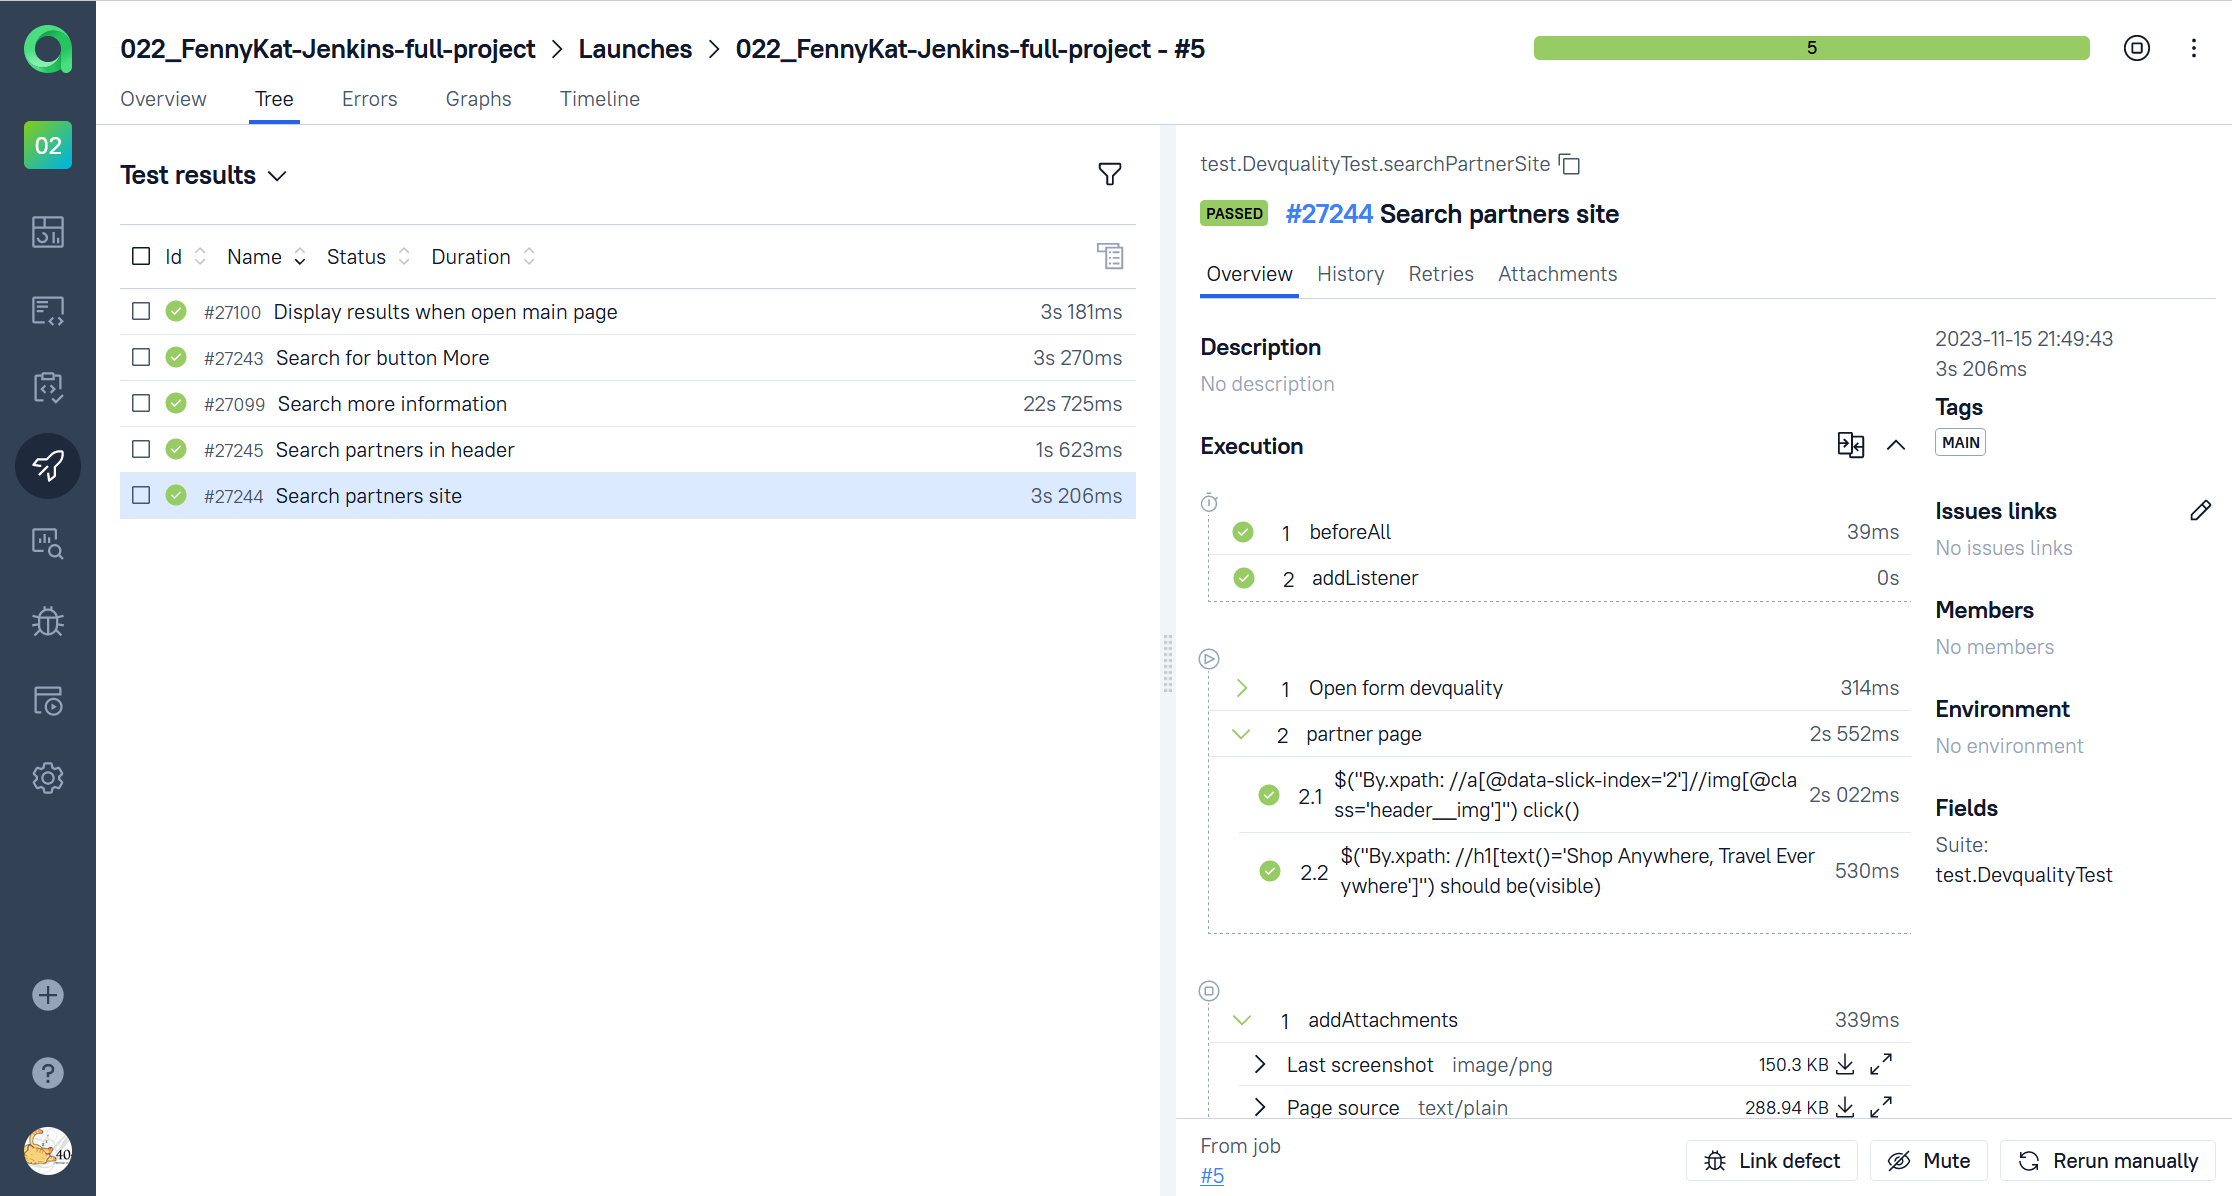 022_FennyKat-Jenkins-full-project > Launches > 022_FennyKat-Jenkins-full-project - #5
5
Overview Tree Errors Graphs Timeline
02
Test results
Id Name Status Duration
#27100 Display results when open main page 3s 181ms
#27243 Search for button More 3s 270ms
#27099 Search more information 22s 725ms
#27245 Search partners in header 1s 623ms
#27244 Search partners site 3s 206ms
test.DevqualityTest.searchPartnerSite
PASSED #27244 Search partners site
Overview History Retries Attachments
Description
No description
Execution
1 beforeAll 39ms
2 addListener 0s
1 Open form devquality 314ms
2 partner page 2s 552ms
2.1 $("By.xpath: //a[@data-slick-index='2']//img[@cla
ss='header__img']") click() 2s 022ms
2.2 $("By.xpath: //h1[text()='Shop Anywhere, Travel Ever
ywhere']") should be(visible) 530ms
1 addAttachments 339ms
Last screenshot image/png 150.3 KB
Page source text/plain 288.94 KB
2023-11-15 21:49:43
3s 206ms
Tags
MAIN
Issues links
No issues links
Members
No members
Environment
No environment
Fields
Suite:
test.DevqualityTest
From job
#5
Link defect Mute Rerun manually
40